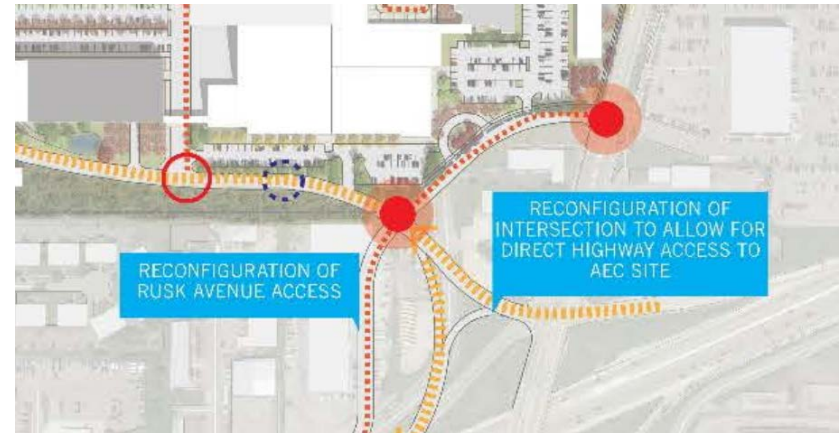 RECONFIGURATION OF
INTERSECTION TO ALLOW FOR
DIRECT HIGHWAY ACCESS TO
AEC SITE
RECONFIGURATION OF
RUSK AVENUE ACCESS